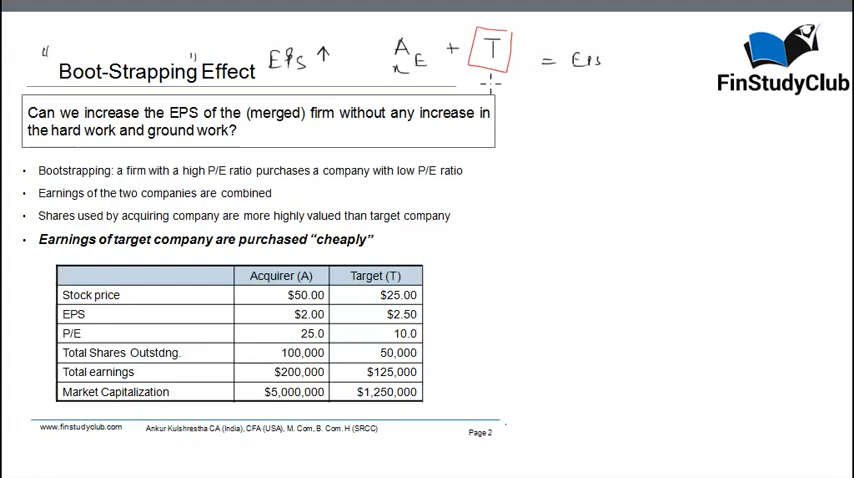 " Boot-Strapping " Effect EPS ↑ A E + T = EPS
x
FinStudyClub
Can we increase the EPS of the (merged) firm without any increase in
the hard work and ground work?
• Bootstrapping: a firm with a high P/E ratio purchases a company with low P/E ratio
• Earnings of the two companies are combined
• Shares used by acquiring company are more highly valued than target company
• Earnings of target company are purchased “cheaply”
Acquirer (A) Target (T)
Stock price $50.00 $25.00
EPS $2.00 $2.50
P/E 25.0 10.0
Total Shares Outstdng. 100,000 50,000
Total earnings $200,000 $125,000
Market Capitalization $5,000,000 $1,250,000
www.finstudyclub.com Ankur Kulshrestha CA (India), CFA (USA), M. Com, B. Com. H (SRCC)
Page 2